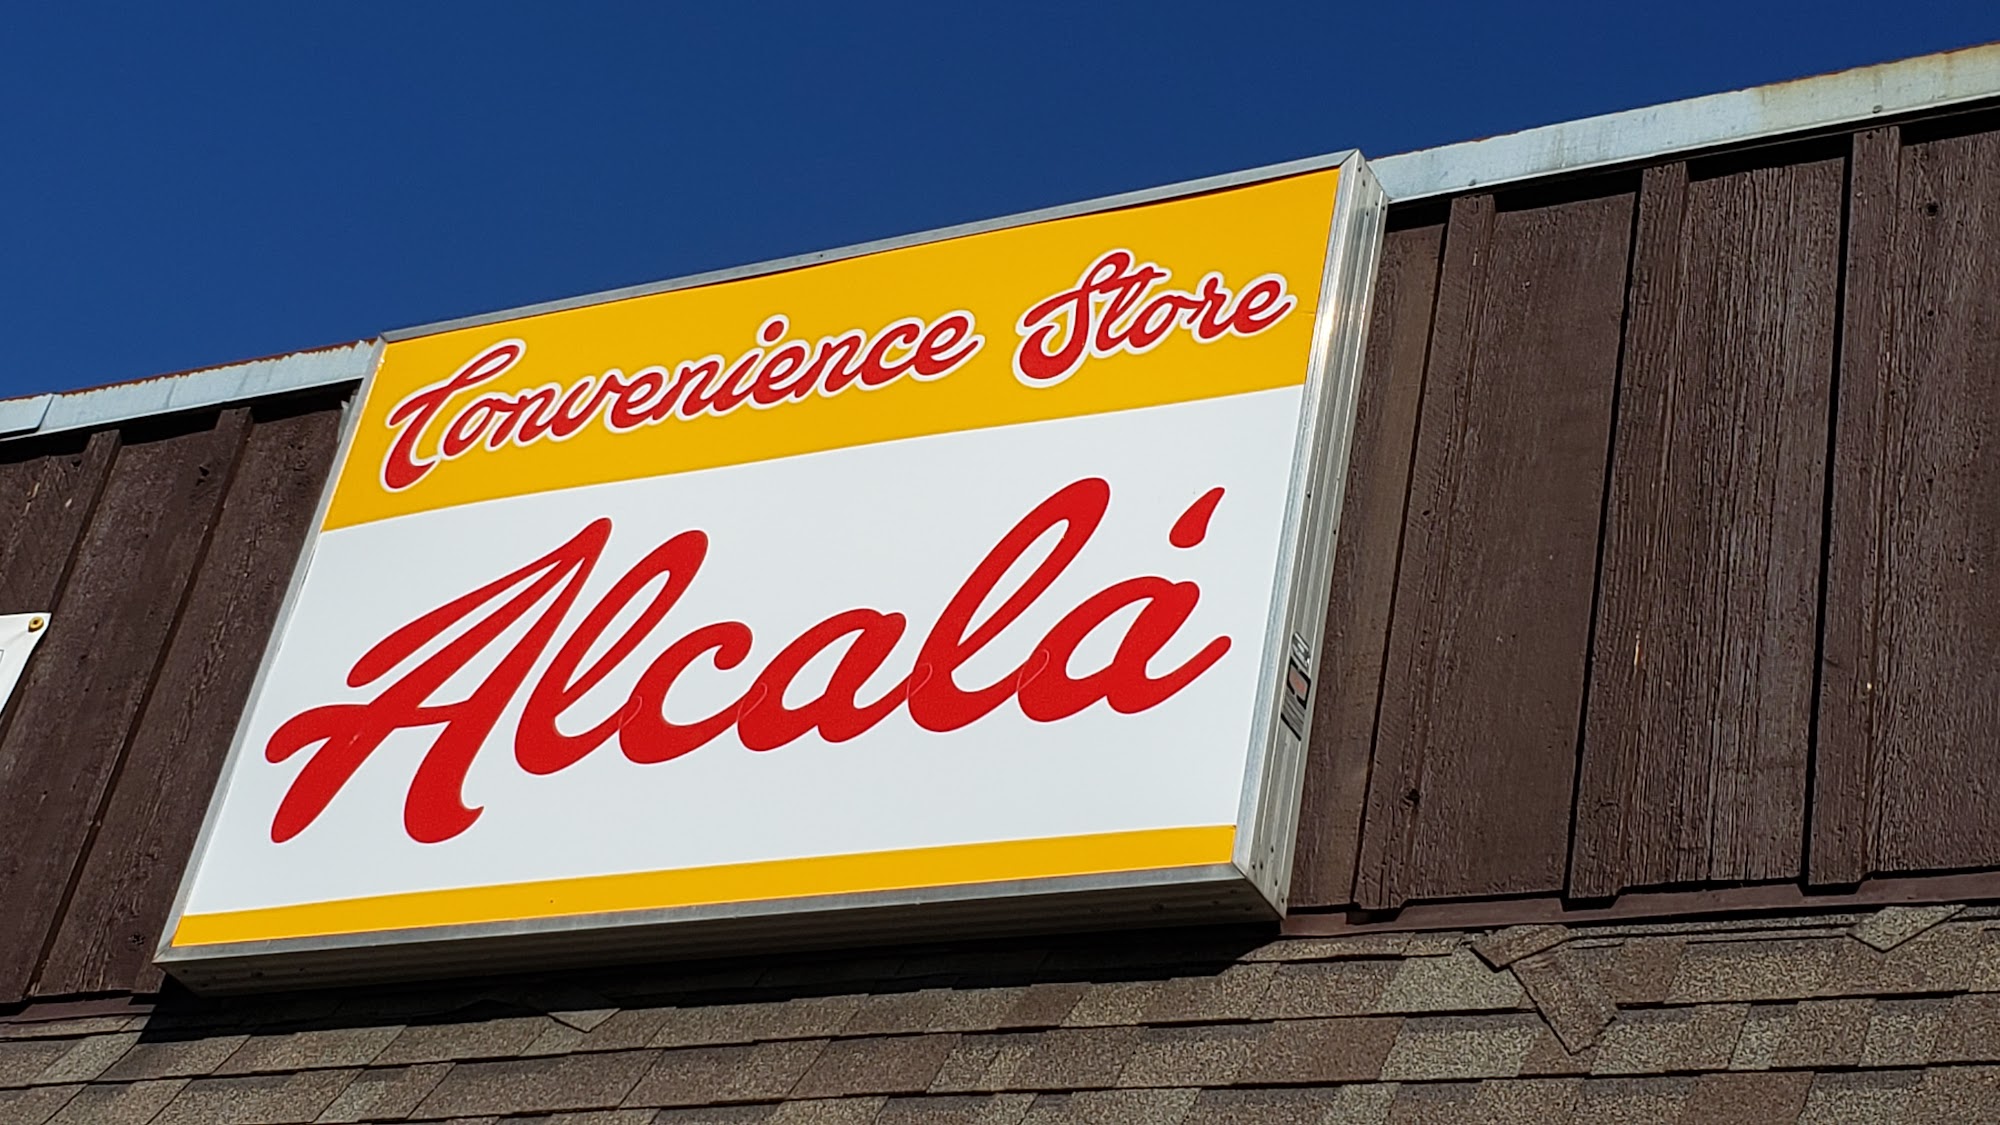 Convenience Store
Alcalá